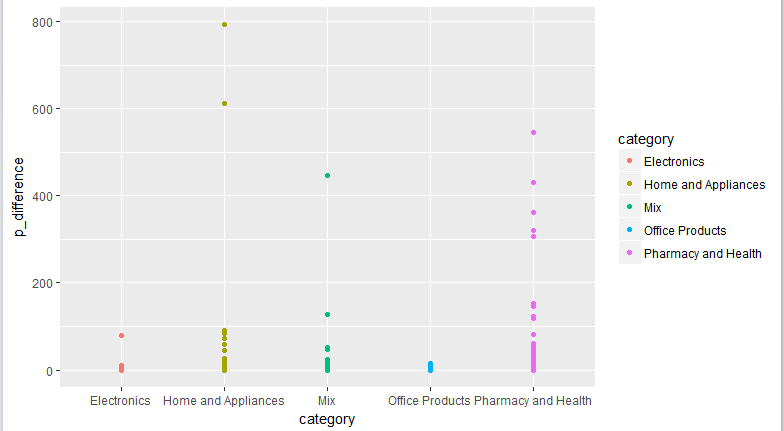 800
600
400
200
0
p_difference
Electronics
Home and Appliances
Mix
Office Products
Pharmacy and Health
category
category
Electronics
Home and Appliances
Mix
Office Products
Pharmacy and Health